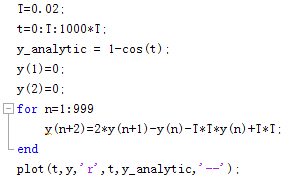 T=0.02;
t=0:T:1000*T;
y_analytic = 1-cos(t);
y(1)=0;
y(2)=0;
for n=1:999
y(n+2)=2*y(n+1)-y(n)-T*T*y(n)+T*T;
end
plot(t,y,'r',t,y_analytic,'--');